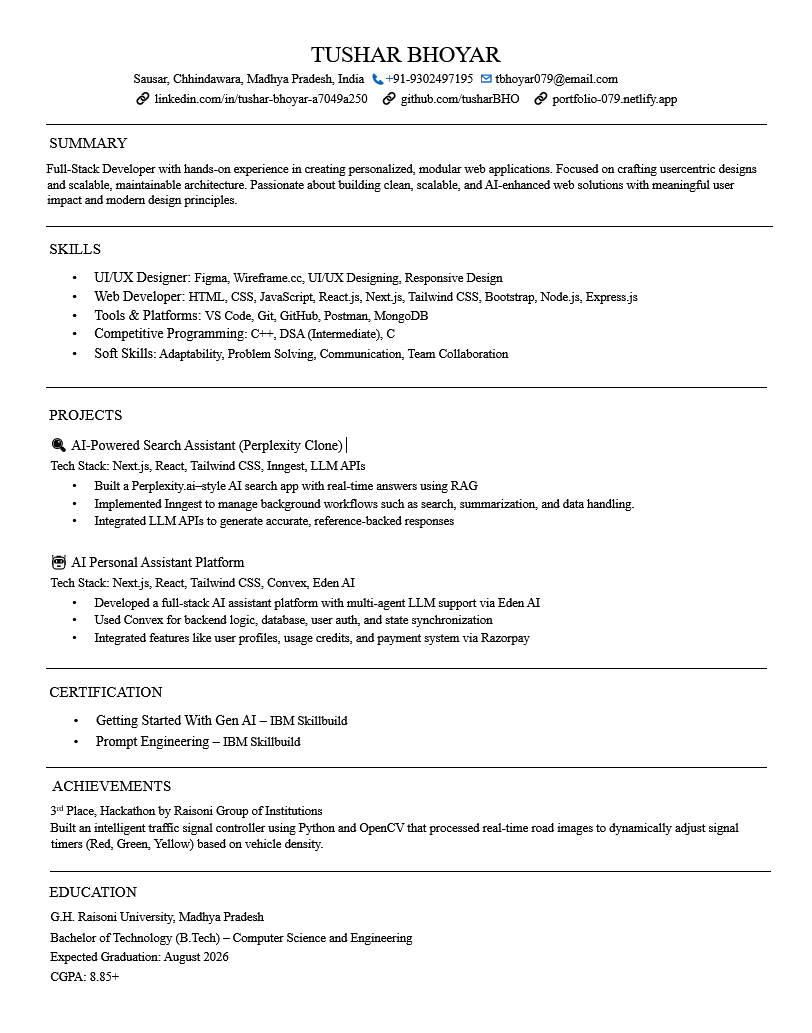 TUSHAR BHOYAR
Sausar, Chhindawara, Madhya Pradesh, India +91-9302497195 tbhoyar079@email.com
linkedin.com/in/tushar-bhoyar-a7049a250 github.com/tusharBHO portfolio-079.netlify.app
SUMMARY
Full-Stack Developer with hands-on experience in creating personalized, modular web applications. Focused on crafting usercentric designs
and scalable, maintainable architecture. Passionate about building clean, scalable, and AI-enhanced web solutions with meaningful user
impact and modern design principles.
SKILLS
• UI/UX Designer: Figma, Wireframe.cc, UI/UX Designing, Responsive Design
• Web Developer: HTML, CSS, JavaScript, React.js, Next.js, Tailwind CSS, Bootstrap, Node.js, Express.js
• Tools & Platforms: VS Code, Git, GitHub, Postman, MongoDB
• Competitive Programming: C++, DSA (Intermediate), C
• Soft Skills: Adaptability, Problem Solving, Communication, Team Collaboration
PROJECTS
AI-Powered Search Assistant (Perplexity Clone) |
Tech Stack: Next.js, React, Tailwind CSS, Inngest, LLM APIs
• Built a Perplexity.ai–style AI search app with real-time answers using RAG
• Implemented Inngest to manage background workflows such as search, summarization, and data handling.
• Integrated LLM APIs to generate accurate, reference-backed responses
AI Personal Assistant Platform
Tech Stack: Next.js, React, Tailwind CSS, Convex, Eden AI
• Developed a full-stack AI assistant platform with multi-agent LLM support via Eden AI
• Used Convex for backend logic, database, user auth, and state synchronization
• Integrated features like user profiles, usage credits, and payment system via Razorpay
CERTIFICATION
• Getting Started With Gen AI – IBM Skillbuild
• Prompt Engineering – IBM Skillbuild
ACHIEVEMENTS
3rd Place, Hackathon by Raisoni Group of Institutions
Built an intelligent traffic signal controller using Python and OpenCV that processed real-time road images to dynamically adjust signal
timers (Red, Green, Yellow) based on vehicle density.
EDUCATION
G.H. Raisoni University, Madhya Pradesh
Bachelor of Technology (B.Tech) – Computer Science and Engineering
Expected Graduation: August 2026
CGPA: 8.85+